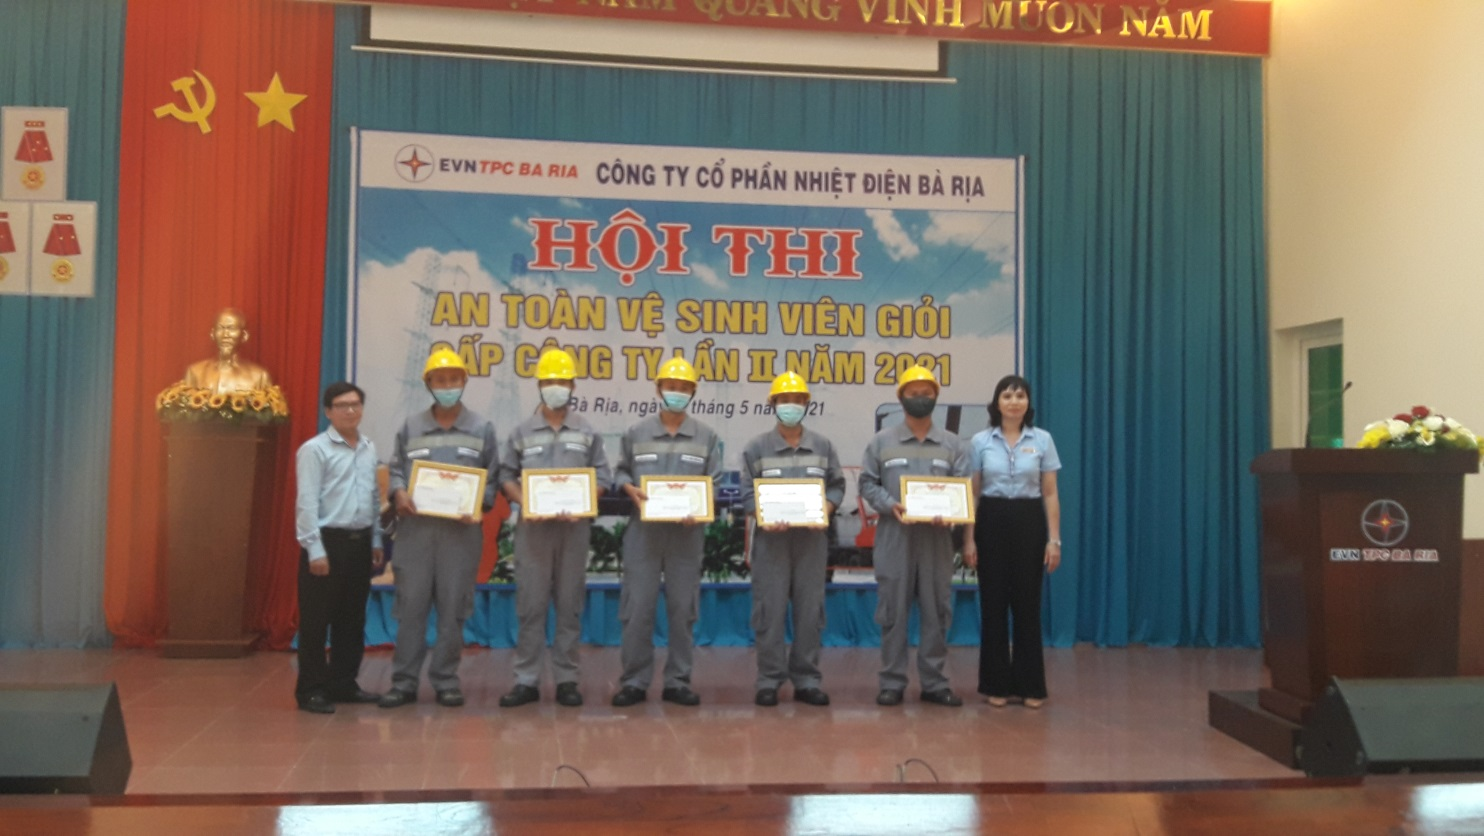 NAM QUANG VINH MUÔN NĂM
EVNTPC BA RIA CÔNG TY CỔ PHẦN NHIỆT ĐIỆN BÀ RỊA
HỘI THI
AN TOÀN VỆ SINH VIÊN GIỎI
CẤP CÔNG TY LẦN II NĂM 2021
Bà Rịa, tháng 5 2021
EVN TPC BA RIA